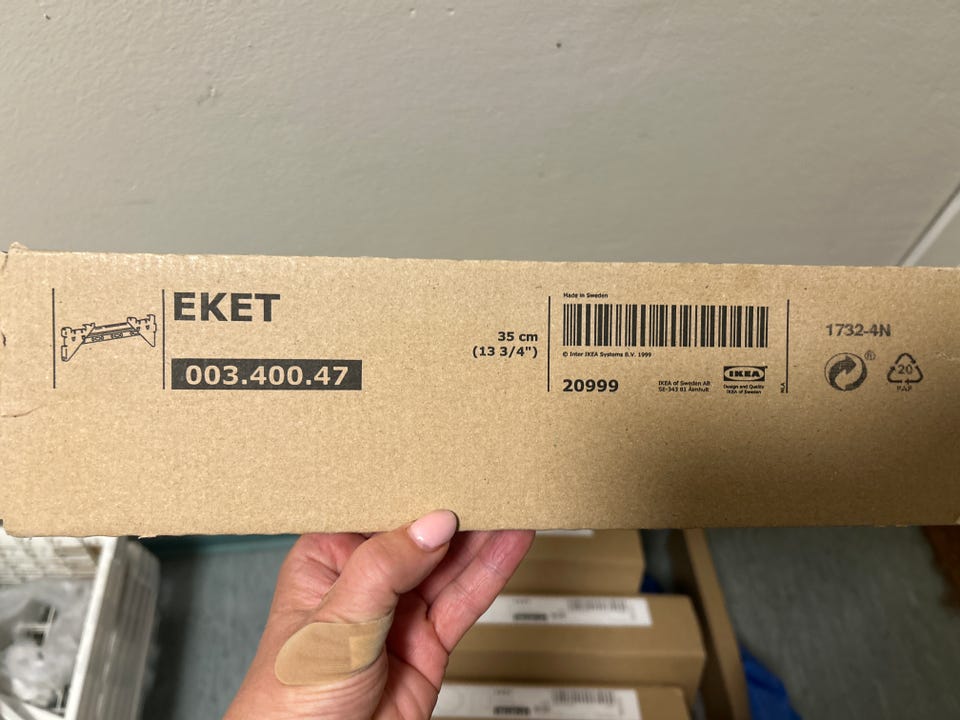 EKET
003.400.47
35 cm
(13 3/4")
Made in Sweden
© Inter IKEA Systems B.V. 1999
20999
IKEA of Sweden AB
SE-343 81 Älmhult
IKEA
Design and Quality
IKEA of Sweden
1732-4N
®
20
PAP